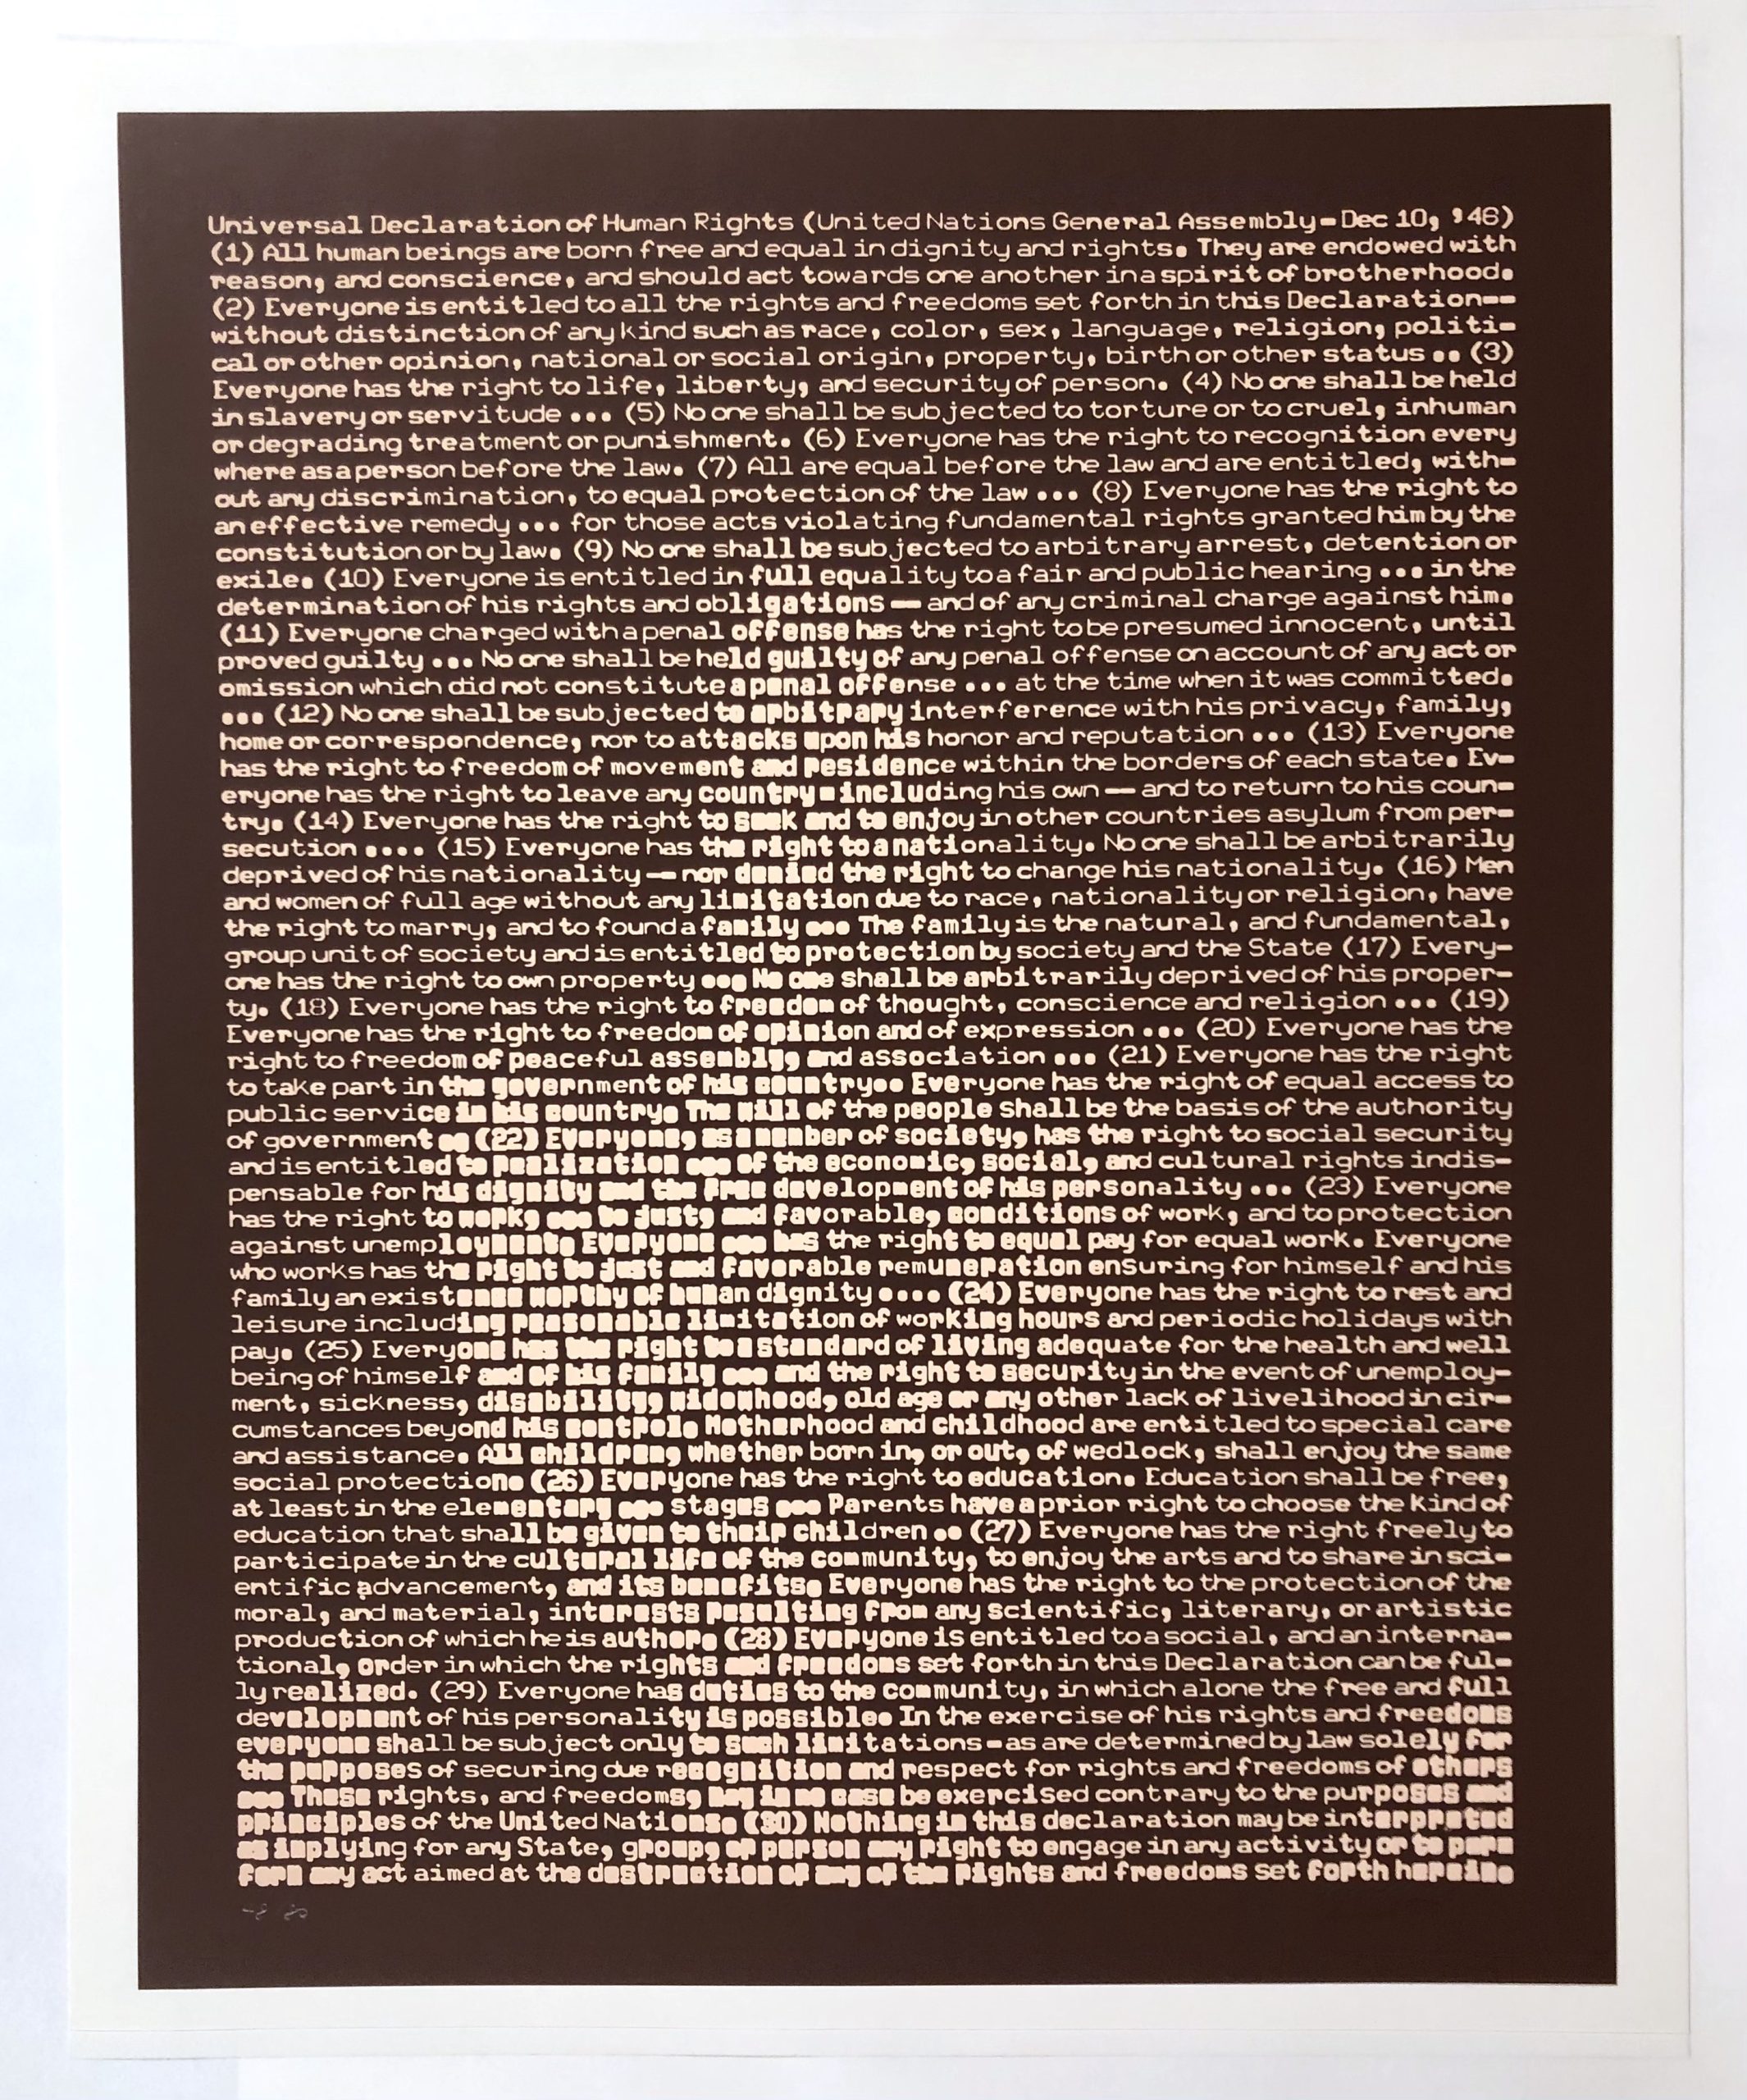 Universal Declaration of Human Rights (United Nations General Assembly-Dec 10, '46)
(1) All human beings are born free and equal in dignity and rights. They are endowed with
reason, and conscience, and should act towards one another in a spirit of brotherhood.
(2) Everyone is entitled to all the rights and freedoms set forth in this Declaration--
without distinction of any kind such as race, color, sex, language, religion, politi-
cal or other opinion, national or social origin, property, birth or other status .. (3)
Everyone has the right to life, liberty, and security of person. (4) No one shall be held
in slavery or servitude ... (5) No one shall be subjected to torture or to cruel, inhuman
or degrading treatment or punishment. (6) Everyone has the right to recognition every
where as a person before the law. (7) All are equal before the law and are entitled, with-
out any discrimination, to equal protection of the law ... (8) Everyone has the right to
an effective remedy ... for those acts violating fundamental rights granted him by the
constitution or by law. (9) No one shall be subjected to arbitrary arrest, detention or
exile. (10) Everyone is entitled in full equality to a fair and public hearing ... in the
determination of his rights and obligations — and of any criminal charge against him.
(11) Everyone charged with a penal offense has the right to be presumed innocent, until
proved guilty ... No one shall be held guilty of any penal offense on account of any act or
omission which did not constitute a penal offense ... at the time when it was committed.
... (12) No one shall be subjected to arbitrary interference with his privacy, family,
home or correspondence, nor to attacks upon his honor and reputation ... (13) Everyone
has the right to freedom of movement and residence within the borders of each state. Ev-
eryone has the right to leave any country-including his own — and to return to his coun-
try. (14) Everyone has the right to seek and to enjoy in other countries asylum from per-
secution .... (15) Everyone has the right to a nationality. No one shall be arbitrarily
deprived of his nationality — nor denied the right to change his nationality. (16) Men
and women of full age without any limitation due to race, nationality or religion, have
the right to marry, and to found a family ... The family is the natural, and fundamental,
group unit of society and is entitled to protection by society and the State (17) Every-
one has the right to own property ... No one shall be arbitrarily deprived of his proper-
ty. (18) Everyone has the right to freedom of thought, conscience and religion ... (19)
Everyone has the right to freedom of opinion and of expression ... (20) Everyone has the
right to freedom of peaceful assembly, and association ... (21) Everyone has the right
to take part in the government of his country.. Everyone has the right of equal access to
public service in his country. The will of the people shall be the basis of the authority
of government .. (22) Everyone, as a member of society, has the right to social security
and is entitled to realization ... of the economic, social, and cultural rights indis-
pensable for his dignity and the free development of his personality ... (23) Everyone
has the right to work, ... to just, and favorable, conditions of work, and to protection
against unemployment. Everyone ... has the right to equal pay for equal work. Everyone
who works has the right to just and favorable remuneration ensuring for himself and his
family an existence worthy of human dignity .... (24) Everyone has the right to rest and
leisure including reasonable limitation of working hours and periodic holidays with
pay. (25) Everyone has the right to a standard of living adequate for the health and well
being of himself and of his family ... and the right to security in the event of unemploy-
ment, sickness, disability, widowhood, old age or any other lack of livelihood in cir-
cumstances beyond his control. Motherhood and childhood are entitled to special care
and assistance. All children, whether born in, or out, of wedlock, shall enjoy the same
social protection. (26) Everyone has the right to education. Education shall be free,
at least in the elementary ... stages ... Parents have a prior right to choose the kind of
education that shall be given to their children .. (27) Everyone has the right freely to
participate in the cultural life of the community, to enjoy the arts and to share in sci-
entific advancement, and its benefits. Everyone has the right to the protection of the
moral, and material, interests resulting from any scientific, literary, or artistic
production of which he is author. (28) Everyone is entitled to a social, and an interna-
tional, order in which the rights and freedoms set forth in this Declaration can be ful-
ly realized. (29) Everyone has duties to the community, in which alone the free and full
development of his personality is possible. In the exercise of his rights and freedoms
everyone shall be subject only to such limitations-as are determined by law solely for
the purposes of securing due recognition and respect for rights and freedoms of others
... These rights, and freedoms, may in no case be exercised contrary to the purposes and
principles of the United Nations. (30) Nothing in this declaration may be interpreted
as implying for any State, group, or person any right to engage in any activity or to per-
form any act aimed at the destruction of any of the rights and freedoms set forth herein.